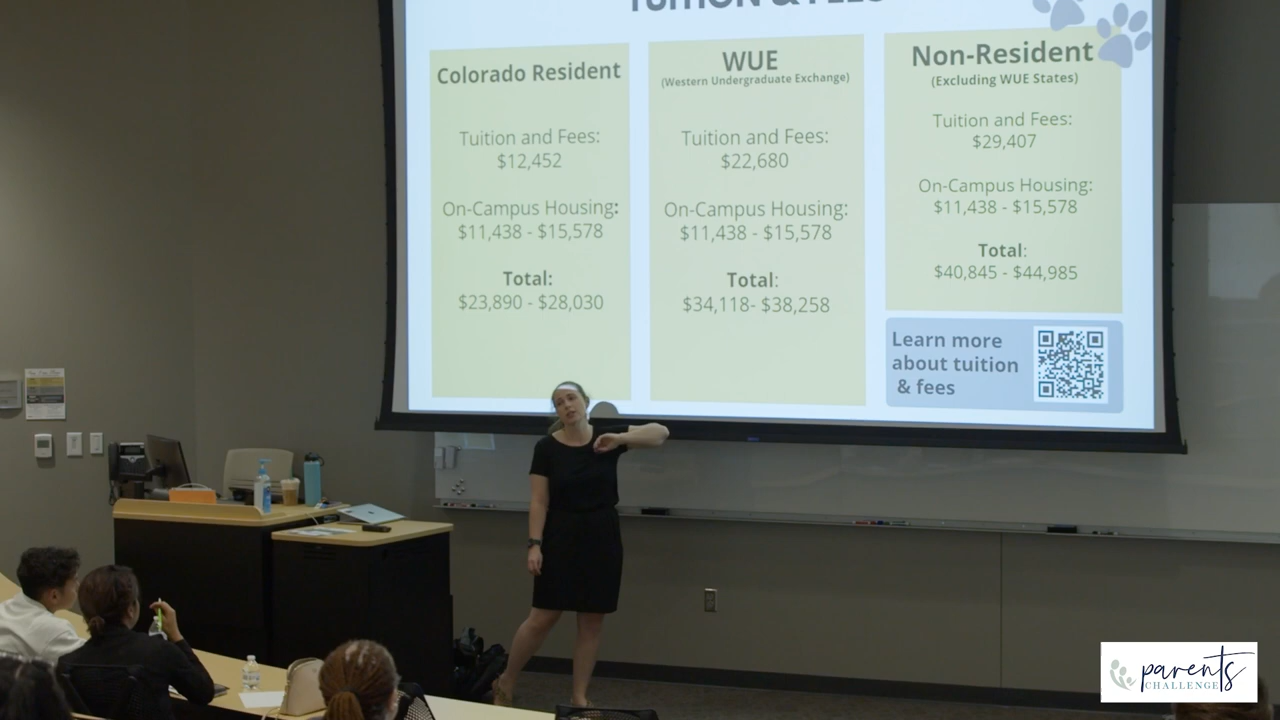 TUITION & FEES
Colorado Resident
Tuition and Fees:
$12,452
On-Campus Housing:
$11,438 - $15,578
Total:
$23,890 - $28,030
WUE
(Western Undergraduate Exchange)
Tuition and Fees:
$22,680
On-Campus Housing:
$11,438 - $15,578
Total:
$34,118- $38,258
Non-Resident
(Excluding WUE States)
Tuition and Fees:
$29,407
On-Campus Housing:
$11,438 - $15,578
Total:
$40,845 - $44,985
Learn more
about tuition
& fees
parents
CHALLENGE